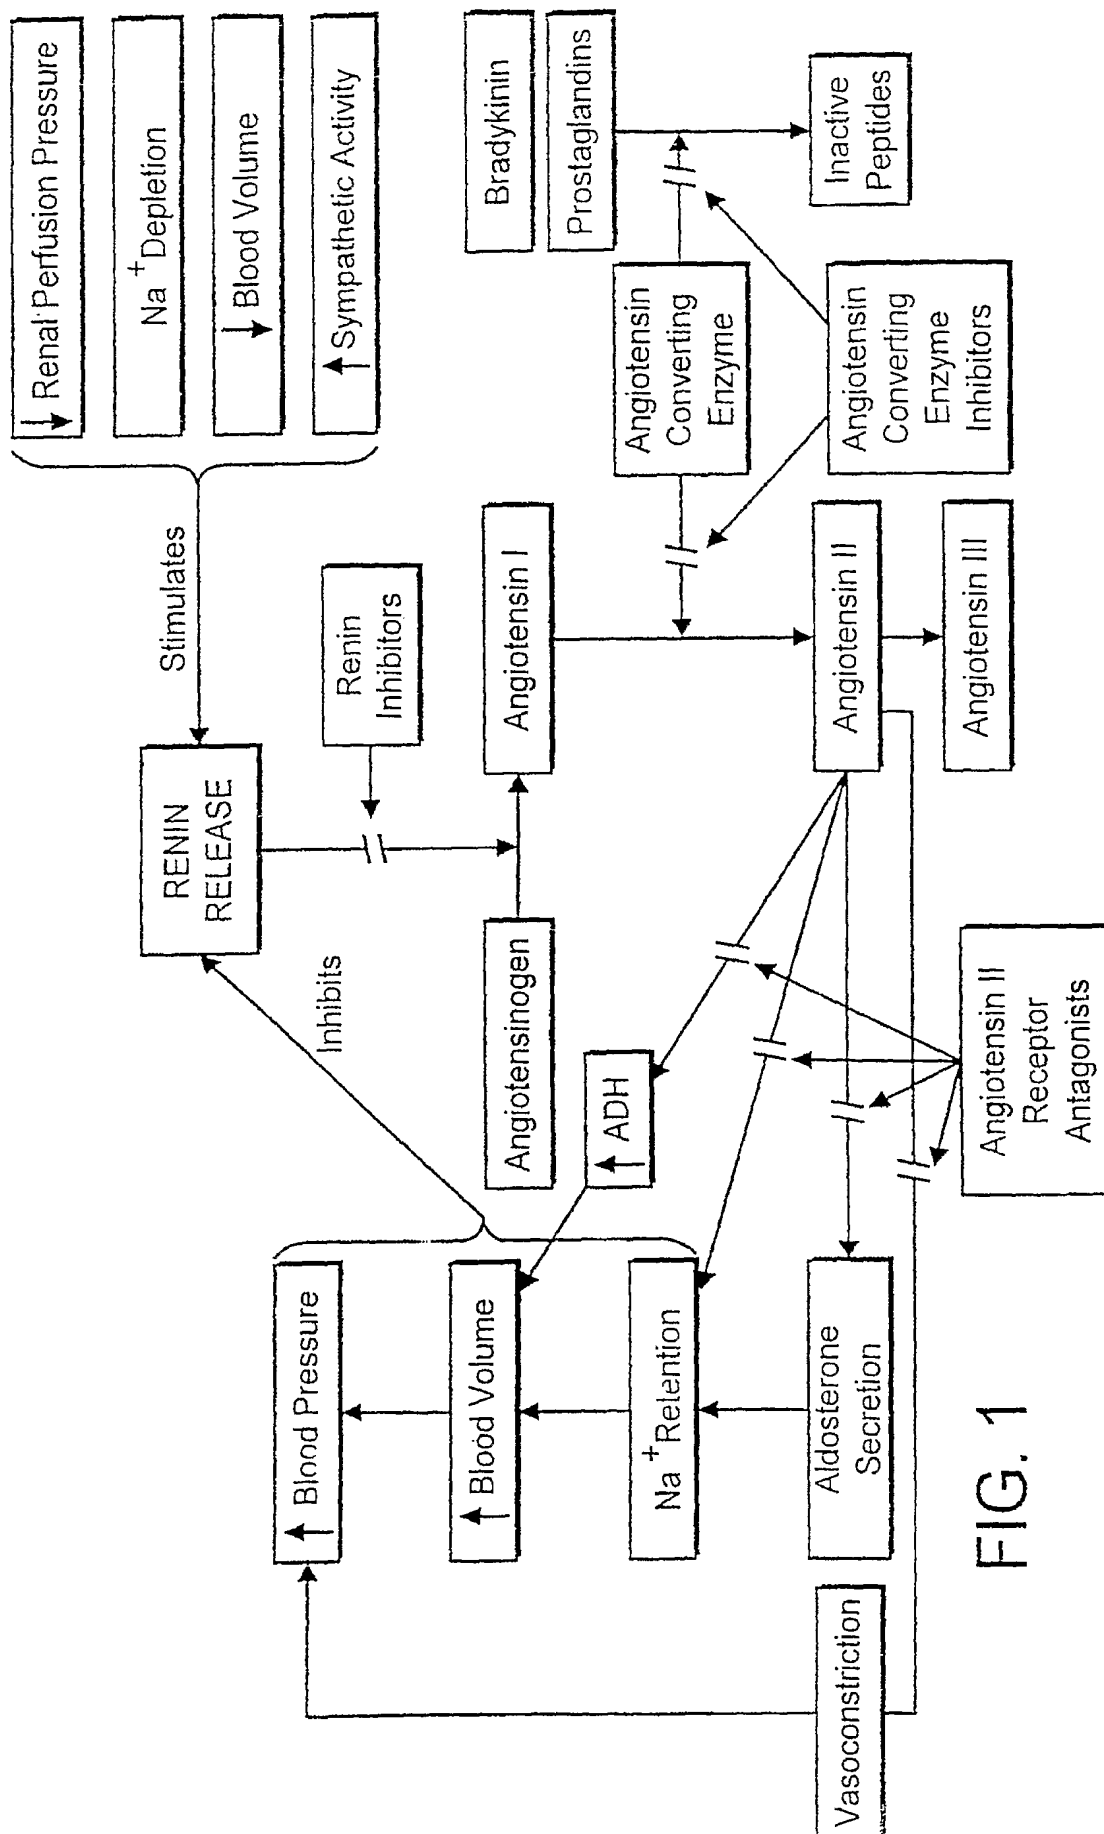 ↓ Renal Perfusion Pressure
Na + Depletion
↓ Blood Volume
↑ Sympathetic Activity
Stimulates
RENIN
RELEASE
Inhibits
Renin
Inhibitors
↑ Blood Pressure
Angiotensinogen
Angiotensin I
Bradykinin
Prostaglandins
↑ Blood Volume
↑ ADH
Angiotensin
Converting
Enzyme
Na + Retention
Aldosterone
Secretion
Vasoconstriction
Angiotensin II
Angiotensin
Converting
Enzyme
Inhibitors
Inactive
Peptides
Angiotensin II
Receptor
Antagonists
Angiotensin III
FIG. 1